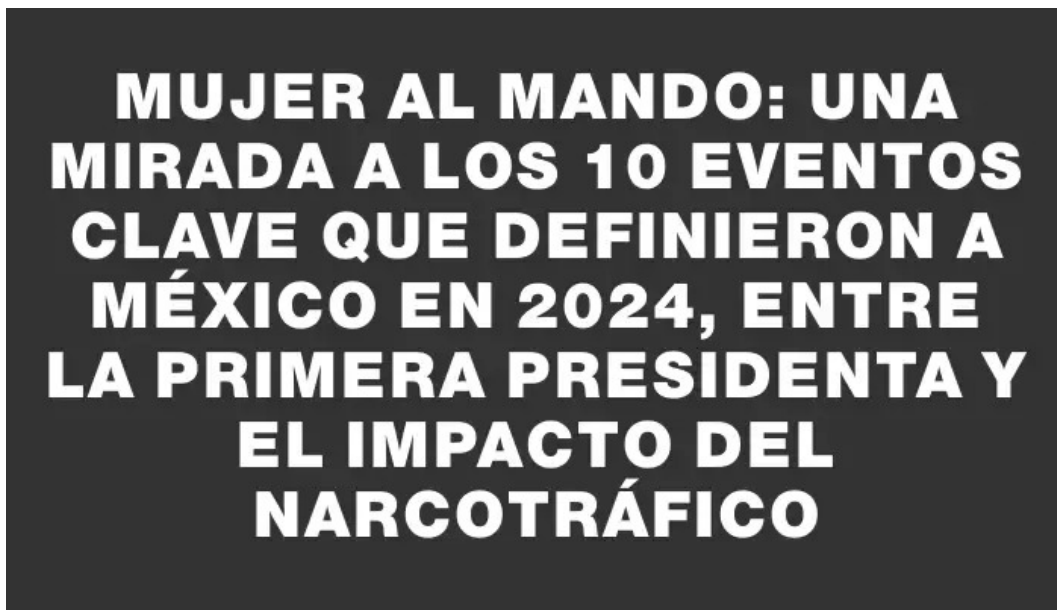 MUJER AL MANDO: UNA
MIRADA A LOS 10 EVENTOS
CLAVE QUE DEFINIERON A
MÉXICO EN 2024, ENTRE
LA PRIMERA PRESIDENTA Y
EL IMPACTO DEL
NARCOTRÁFICO